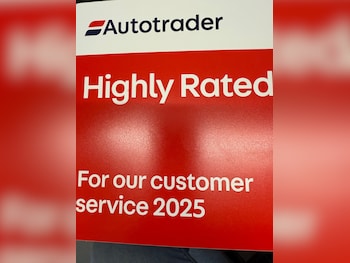 Autotrader
Highly Rated
For our customer
service 2025